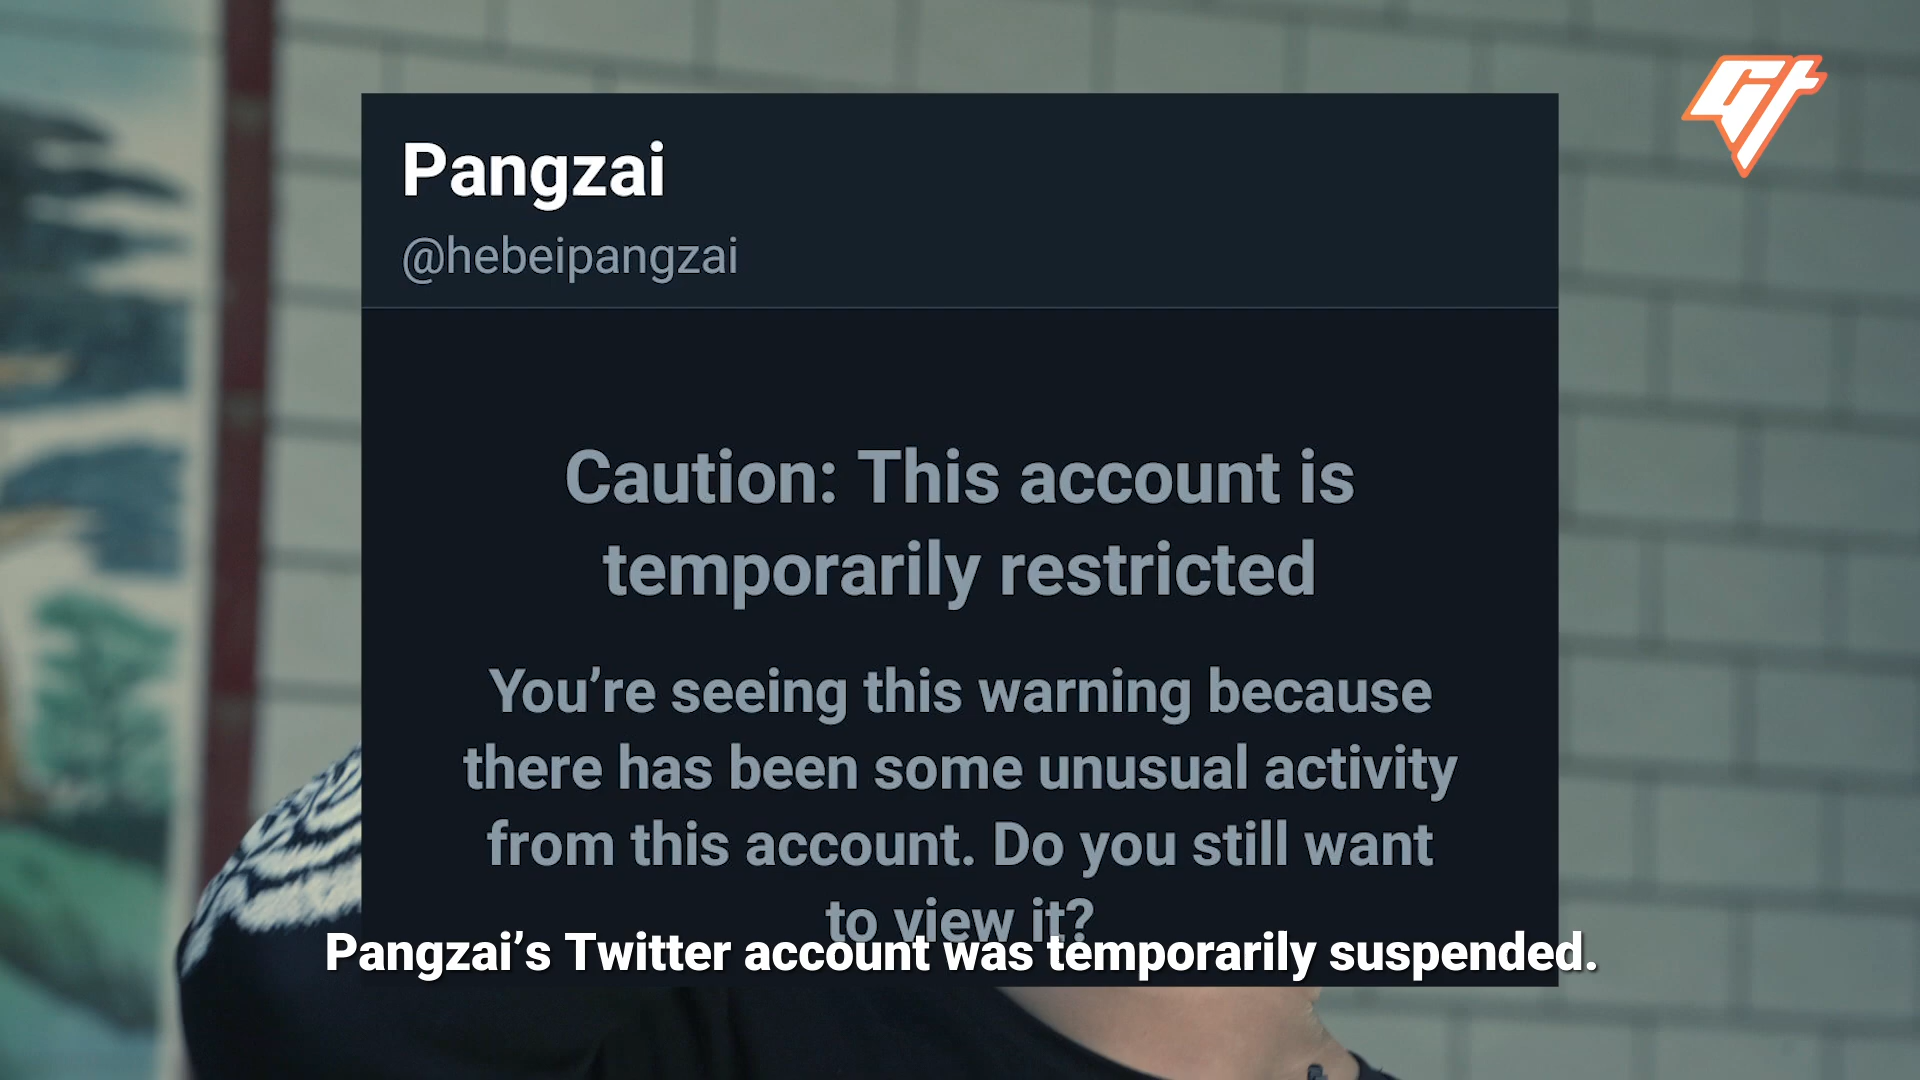 Gt
Pangzai
@hebeipangzai
Caution: This account is
temporarily restricted
You’re seeing this warning because
there has been some unusual activity
from this account. Do you still want
to view it?
Pangzai’s Twitter account was temporarily suspended.